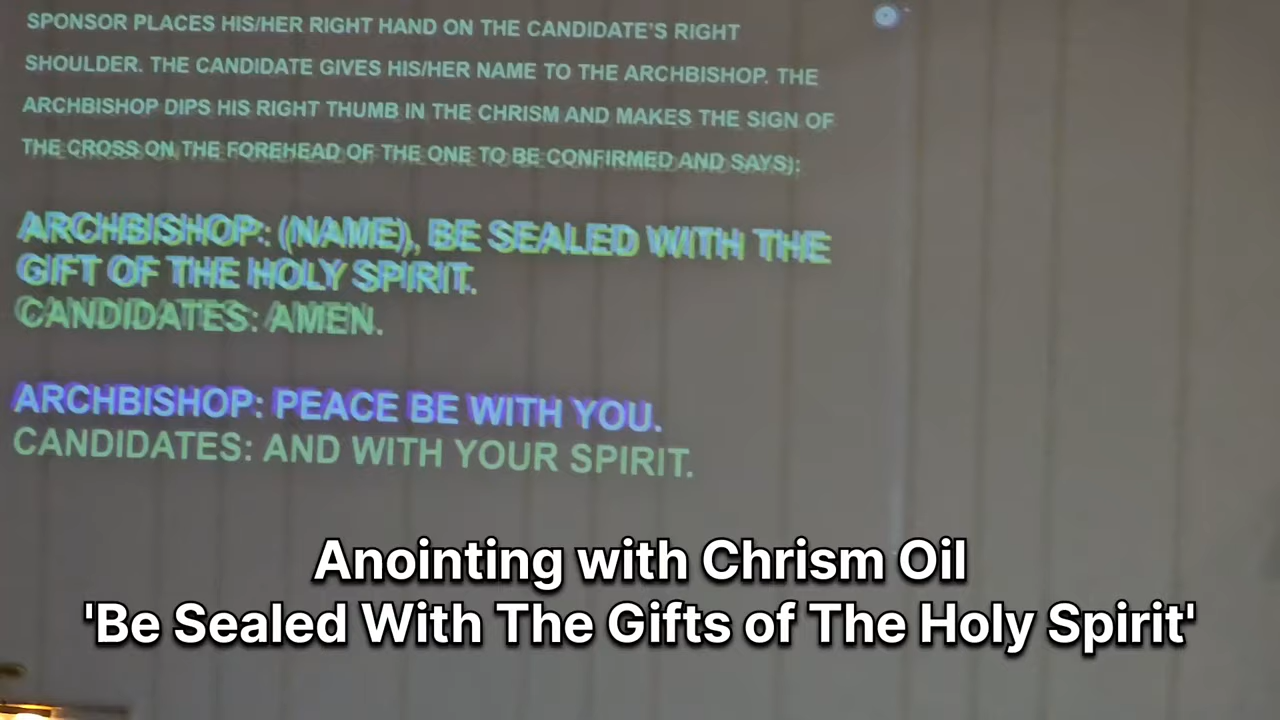 SPONSOR PLACES HIS/HER RIGHT HAND ON THE CANDIDATE'S RIGHT
SHOULDER. THE CANDIDATE GIVES HIS/HER NAME TO THE ARCHBISHOP. THE
ARCHBISHOP DIPS HIS RIGHT THUMB IN THE CHRISM AND MAKES THE SIGN OF
THE CROSS ON THE FOREHEAD OF THE ONE TO BE CONFIRMED AND SAYS):
ARCHBISHOP: (NAME), BE SEALED WITH THE
GIFT OF THE HOLY SPIRIT.
CANDIDATES: AMEN.
ARCHBISHOP: PEACE BE WITH YOU.
CANDIDATES: AND WITH YOUR SPIRIT.
Anointing with Chrism Oil
'Be Sealed With The Gifts of The Holy Spirit'